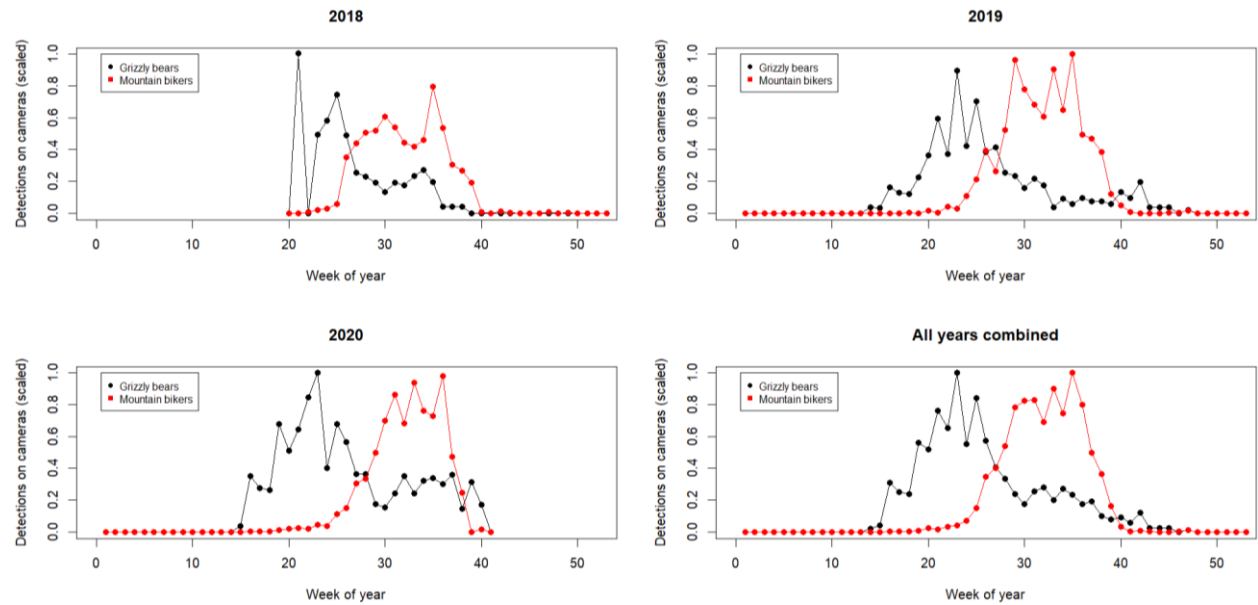 2018
Detections on cameras (scaled)
1.0
0.8
0.6
0.4
0.2
0.0
Grizzly bears
Mountain bikers
0 10 20 30 40 50
Week of year
2019
Detections on cameras (scaled)
1.0
0.8
0.6
0.4
0.2
0.0
Grizzly bears
Mountain bikers
0 10 20 30 40 50
Week of year
2020
Detections on cameras (scaled)
1.0
0.8
0.6
0.4
0.2
0.0
Grizzly bears
Mountain bikers
0 10 20 30 40 50
Week of year
All years combined
Detections on cameras (scaled)
1.0
0.8
0.6
0.4
0.2
0.0
Grizzly bears
Mountain bikers
0 10 20 30 40 50
Week of year